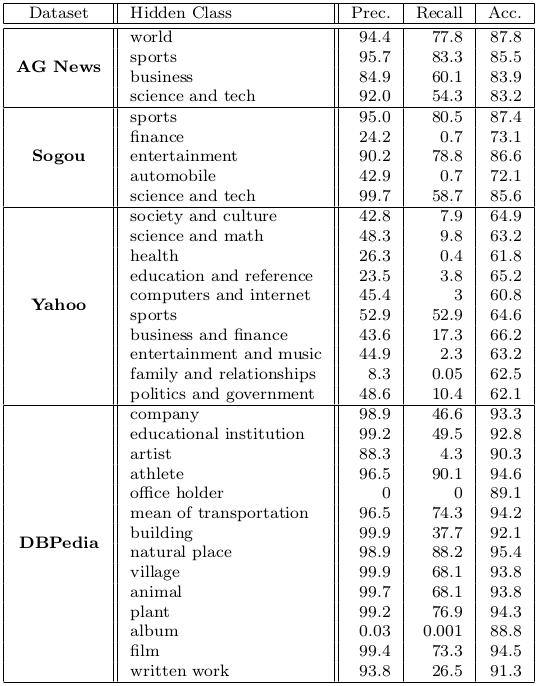 Dataset Hidden Class Prec. Recall Acc.
world 94.4 77.8 87.8
sports 95.7 83.3 85.5
AG News
business 84.9 60.1 83.9
science and tech 92.0 54.3 83.2
sports 95.0 80.5 87.4
finance 24.2 0.7 73.1
Sogou entertainment 90.2 78.8 86.6
automobile 42.9 0.7 72.1
science and tech 99.7 58.7 85.6
society and culture 42.8 7.9 64.9
science and math 48.3 9.8 63.2
health 26.3 0.4 61.8
education and reference 23.5 3.8 65.2
computers and internet 45.4 3 60.8
Yahoo
sports 52.9 52.9 64.6
business and finance 43.6 17.3 66.2
entertainment and music 44.9 2.3 63.2
family and relationships 8.3 0.05 62.5
politics and government 48.6 10.4 62.1
company 98.9 46.6 93.3
educational institution 99.2 49.5 92.8
artist 88.3 4.3 90.3
athlete 96.5 90.1 94.6
office holder 0 0 89.1
mean of transportation 96.5 74.3 94.2
building 99.9 37.7 92.1
DBPedia
natural place 98.9 88.2 95.4
village 99.9 68.1 93.8
animal 99.7 68.1 93.8
plant 99.2 76.9 94.3
album 0.03 0.001 88.8
film 99.4 73.3 94.5
written work 93.8 26.5 91.3